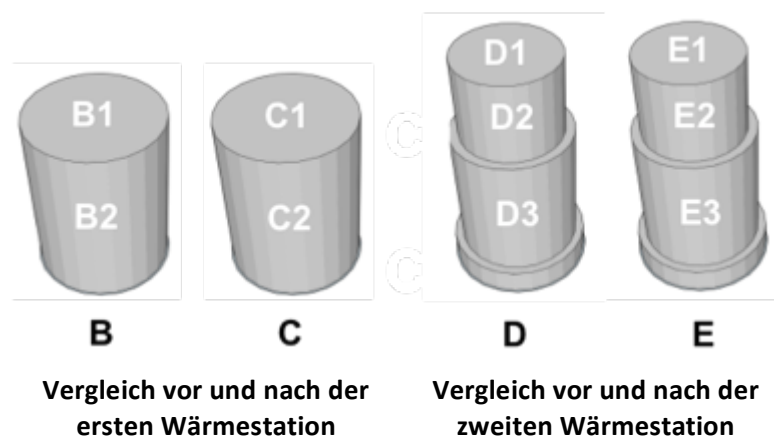 B1
B2
C1
C2
D1
D2
D3
E1
E2
E3
B
C
D
E
Vergleich vor und nach der
ersten Wärmestation
Vergleich vor und nach der
zweiten Wärmestation